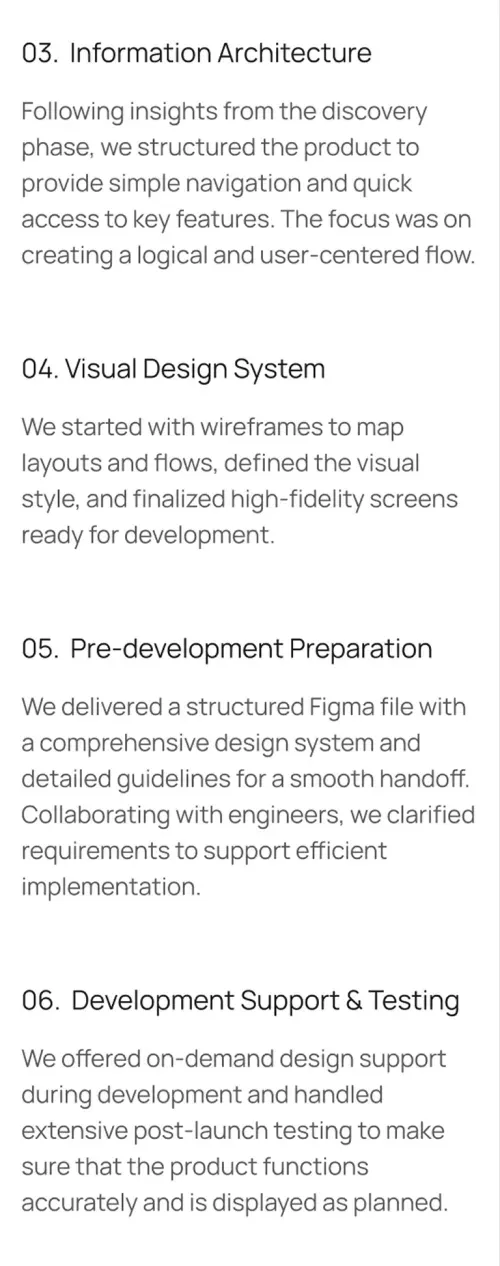 03. Information Architecture
Following insights from the discovery
phase, we structured the product to
provide simple navigation and quick
access to key features. The focus was on
creating a logical and user-centered flow.
04. Visual Design System
We started with wireframes to map
layouts and flows, defined the visual
style, and finalized high-fidelity screens
ready for development.
05. Pre-development Preparation
We delivered a structured Figma file with
a comprehensive design system and
detailed guidelines for a smooth handoff.
Collaborating with engineers, we clarified
requirements to support efficient
implementation.
06. Development Support & Testing
We offered on-demand design support
during development and handled
extensive post-launch testing to make
sure that the product functions
accurately and is displayed as planned.